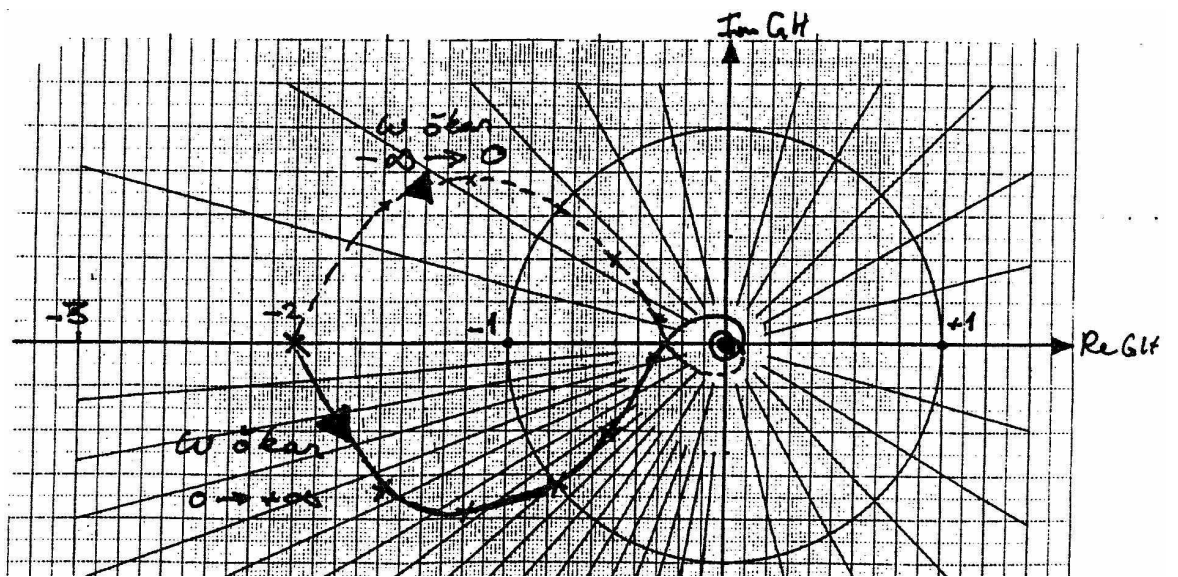 Im GH
ω ökar
-∞ → 0
-3
-2
-1
+1
Re GH
ω ökar
0 → +∞